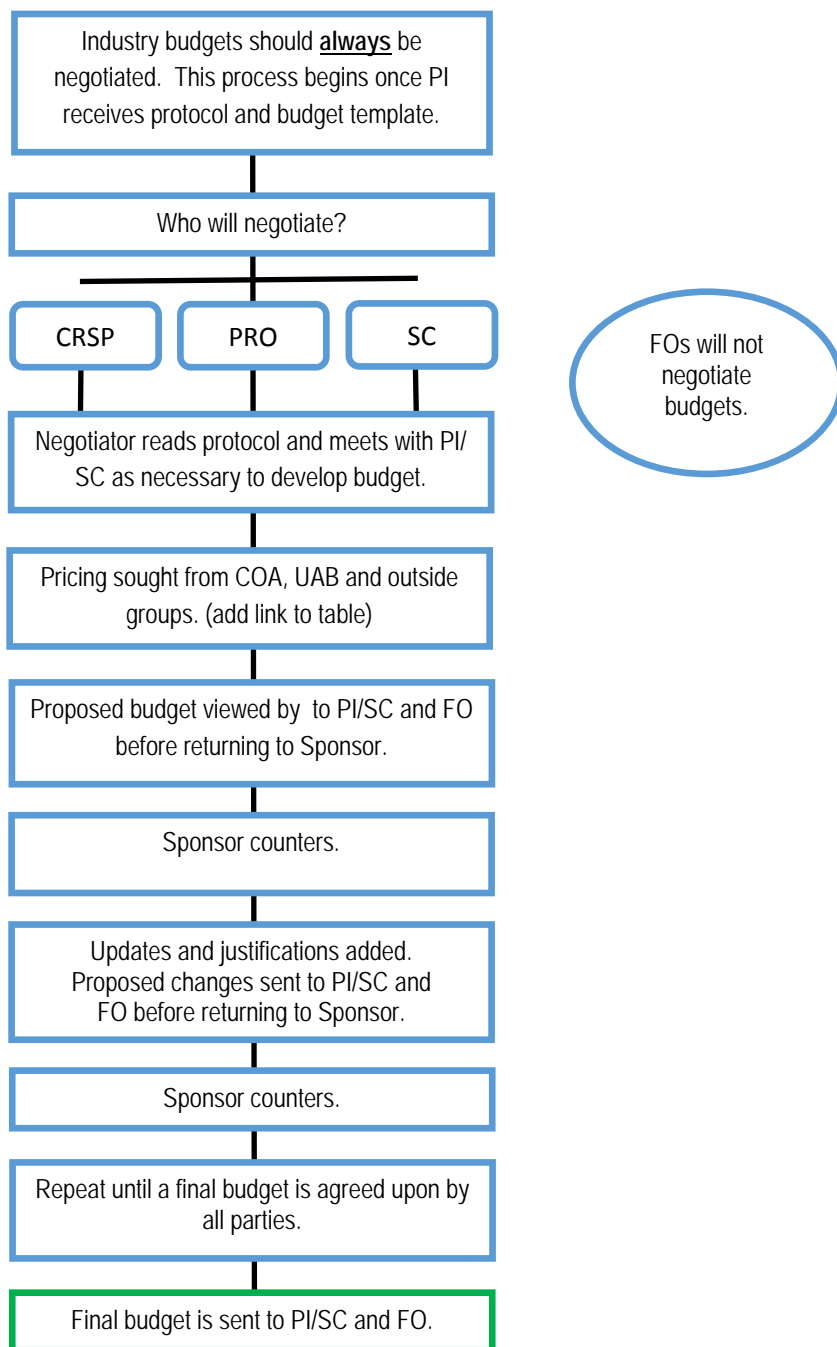 Industry budgets should always be
negotiated.  This process begins once PI
receives protocol and budget template.
Who will negotiate?
CRSP
PRO
SC
FOs will not
negotiate
budgets.
Negotiator reads protocol and meets with PI/
SC as necessary to develop budget.
Pricing sought from COA, UAB and outside
groups. (add link to table)
Proposed budget viewed by  to PI/SC and FO
before returning to Sponsor.
Sponsor counters.
Updates and justifications added.
Proposed changes sent to PI/SC and
FO before returning to Sponsor.
Sponsor counters.
Repeat until a final budget is agreed upon by
all parties.
Final budget is sent to PI/SC and FO.